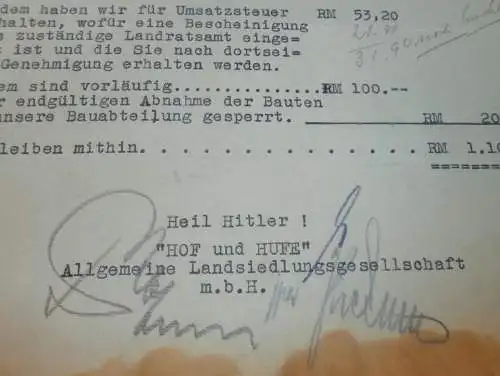 dem haben wir für Umsatzsteuer RM 53,20
halten, wofür eine Bescheinigung
zuständige Landratsamt einge=
ist und die Sie nach dortsei=
Genehmigung erhalten werden.
em sind vorläufig...............RM 100.--
r endgültigen Abnahme der Bauten
unsere Bauabteilung gesperrt. RM 20
leiben mithin. . . . . . . . . . . . . . . RM 1.10
=======
Heil Hitler !
"HOF und HUFE"
Allgemeine Landsiedlungsgesellschaft
m.b.H.